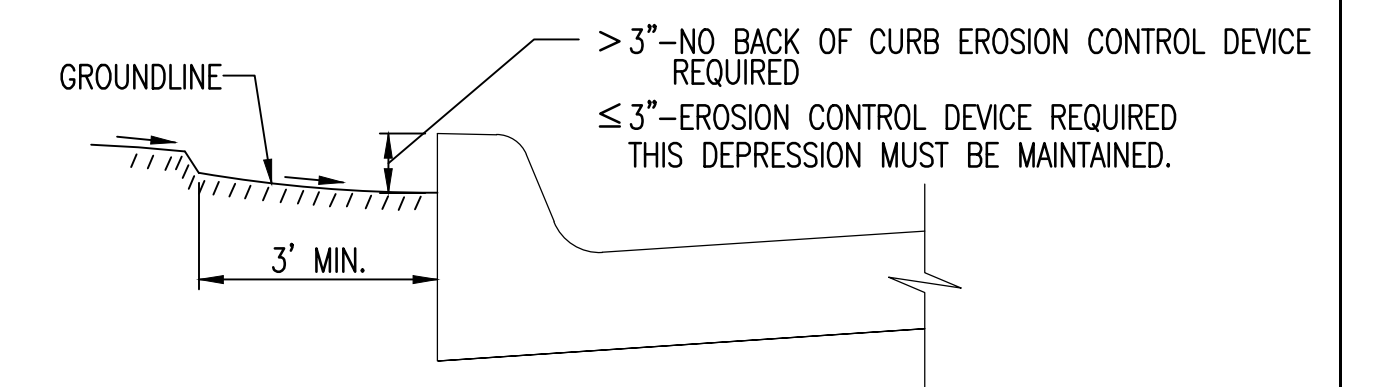 > 3”-NO BACK OF CURB EROSION CONTROL DEVICE
REQUIRED
GROUNDLINE
≤ 3”-EROSION CONTROL DEVICE REQUIRED
THIS DEPRESSION MUST BE MAINTAINED.
3’ MIN.